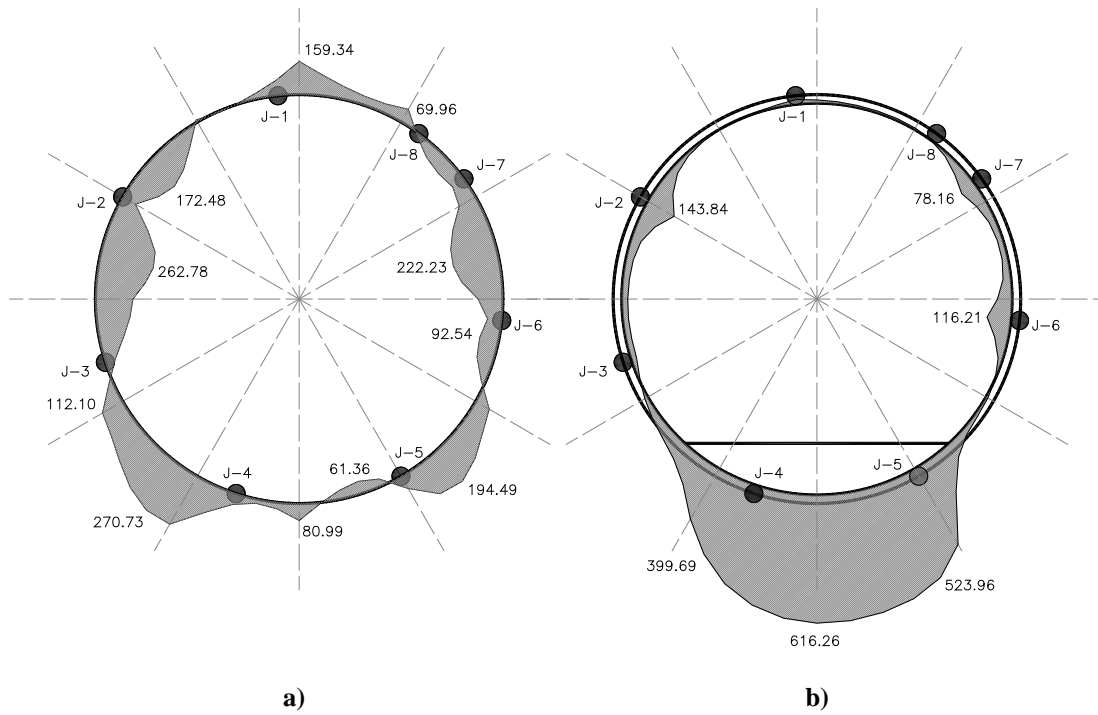 159.34
69.96
J-1
J-8
J-7
J-2
172.48
262.78
222.23
92.54
J-6
J-3
112.10
J-4
61.36
J-5
270.73
80.99
194.49
a)
J-1
J-8
J-7
J-2
143.84
78.16
116.21
J-6
J-3
J-4
J-5
399.69
523.96
616.26
b)